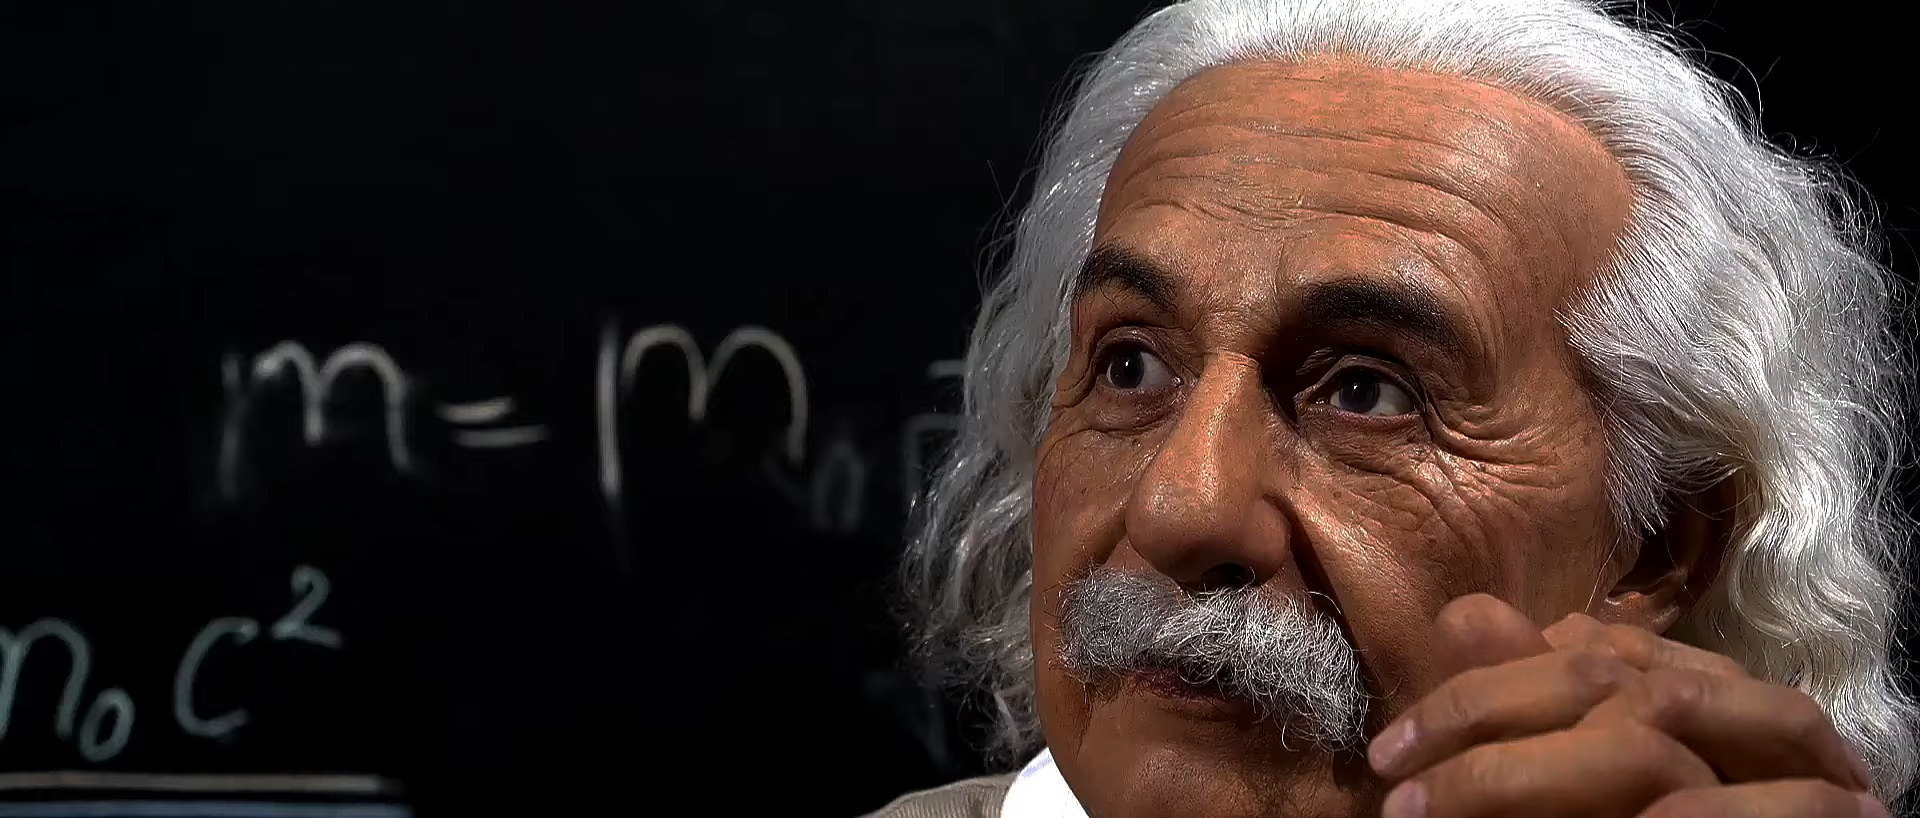 m = m₀
m₀c²